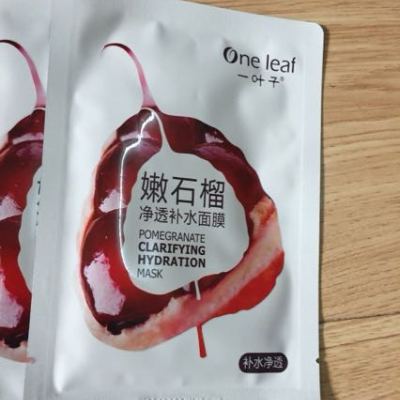 One leaf
一叶子®
嫩石榴
净透补水面膜
POMEGRANATE
CLARIFYING
HYDRATION
MASK
补水净透